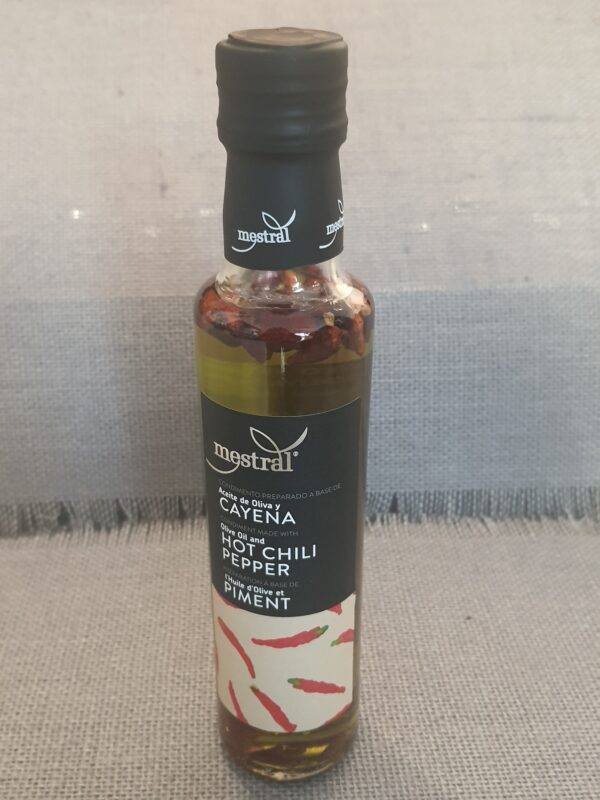 mestral
mestral
mestral®
CONDIMENTO PREPARADO A BASE DE
Aceite de Oliva y
CAYENA
CONDIMENT MADE WITH
Olive Oil and
HOT CHILI
PEPPER
PRÉPARATION À BASE DE
l'Huile d'Olive et
PIMENT